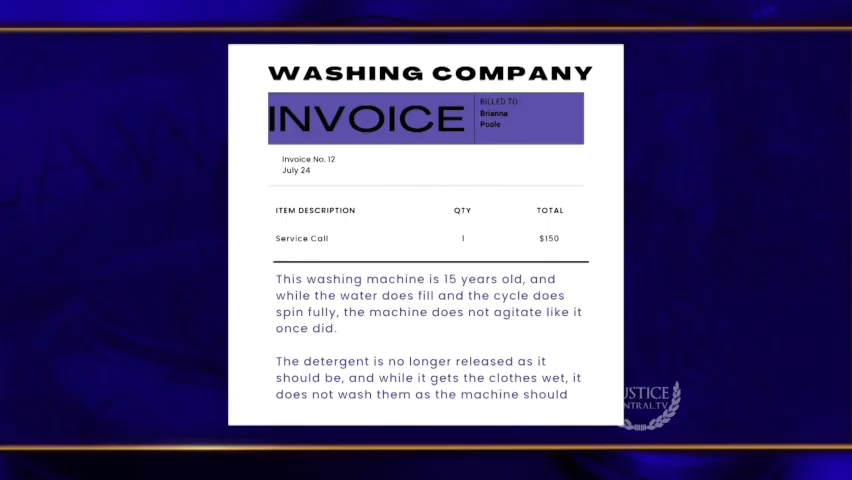 WASHING COMPANY
INVOICE
BILLED TO:
Brianna
Poole
Invoice No. 12
July 24
ITEM DESCRIPTION QTY TOTAL
Service Call 1 $150
This washing machine is 15 years old, and
while the water does fill and the cycle does
spin fully, the machine does not agitate like it
once did.
The detergent is no longer released as it
should be, and while it gets the clothes wet, it
does not wash them as the machine should
USTICE
NTRAL.TV